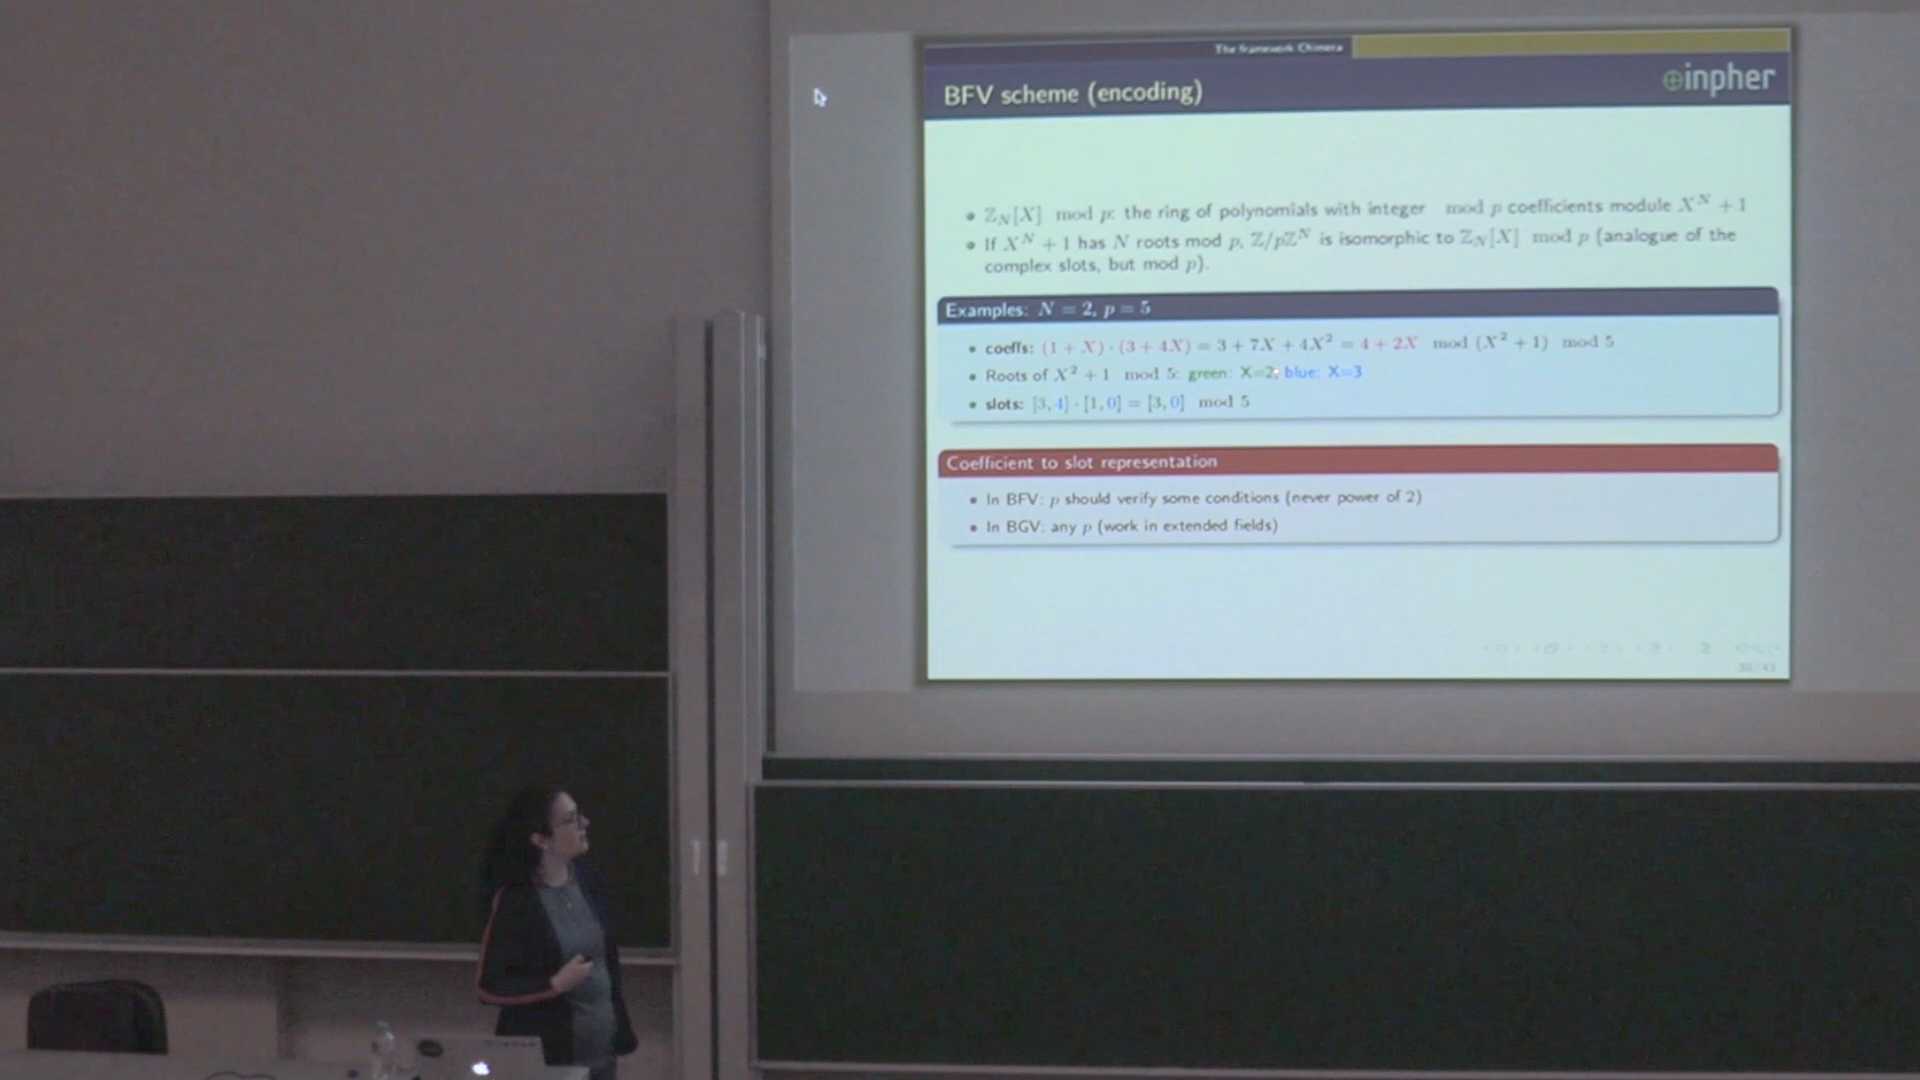 The framework Chimera
BFV scheme (encoding)
inpher
• ℤ_N[X] mod p: the ring of polynomials with integer mod p coefficients module X^N + 1
• If X^N + 1 has N roots mod p, ℤ/pℤ^N is isomorphic to ℤ_N[X] mod p (analogue of the
complex slots, but mod p).
Examples: N = 2, p = 5
• coeffs: (1 + X) · (3 + 4X) = 3 + 7X + 4X² = 4 + 2X mod (X² + 1) mod 5
• Roots of X² + 1 mod 5: green: X=2, blue: X=3
• slots: [3, 4] · [1, 0] = [3, 0] mod 5
Coefficient to slot representation
• In BFV: p should verify some conditions (never power of 2)
• In BGV: any p (work in extended fields)
30/43